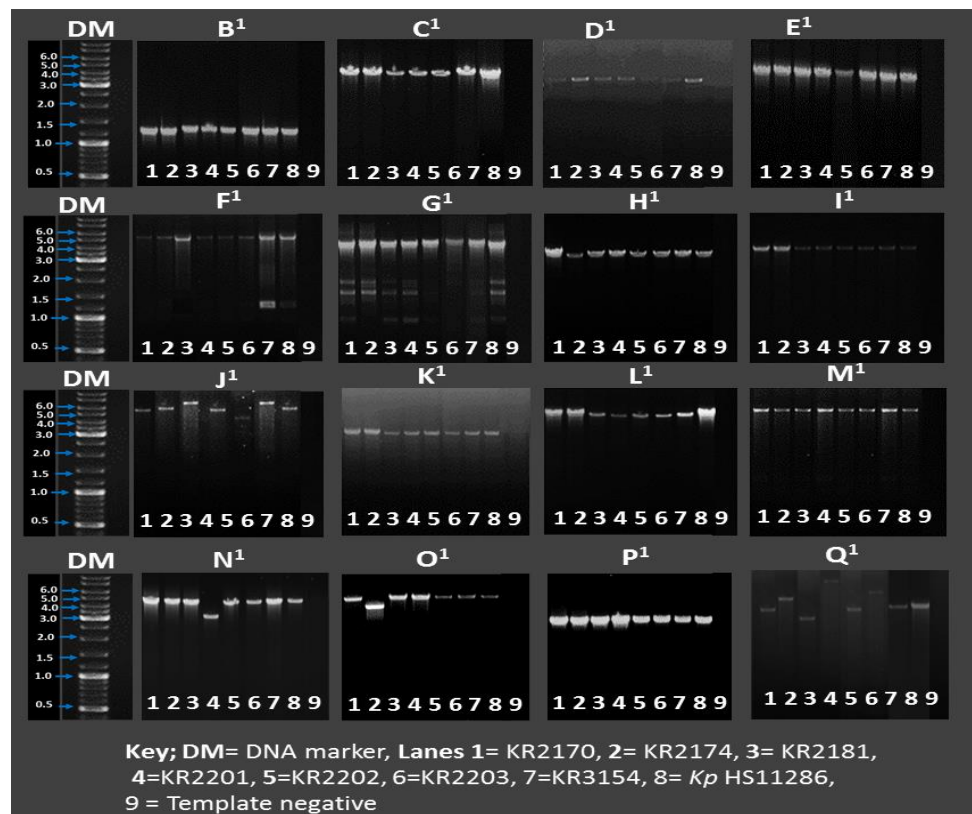 DM B¹ C¹ D¹ E¹
6.0
5.0
4.0
3.0
2.0
1.5
1.0
0.5
1 2 3 4 5 6 7 8 9 1 2 3 4 5 6 7 8 9 1 2 3 4 5 6 7 8 9 1 2 3 4 5 6 7 8 9
DM F¹ G¹ H¹ I¹
6.0
5.0
4.0
3.0
2.0
1.5
1.0
0.5
1 2 3 4 5 6 7 8 9 1 2 3 4 5 6 7 8 9 1 2 3 4 5 6 7 8 9 1 2 3 4 5 6 7 8 9
DM J¹ K¹ L¹ M¹
6.0
5.0
4.0
3.0
2.0
1.5
1.0
0.5
1 2 3 4 5 6 7 8 9 1 2 3 4 5 6 7 8 9 1 2 3 4 5 6 7 8 9 1 2 3 4 5 6 7 8 9
DM N¹ O¹ P¹ Q¹
6.0
5.0
4.0
3.0
2.0
1.5
1.0
0.5
1 2 3 4 5 6 7 8 9 1 2 3 4 5 6 7 8 9 1 2 3 4 5 6 7 8 9 1 2 3 4 5 6 7 8 9
Key; DM= DNA marker, Lanes 1= KR2170, 2= KR2174, 3= KR2181,
4=KR2201, 5=KR2202, 6=KR2203, 7=KR3154, 8= Kp HS11286,
9 = Template negative